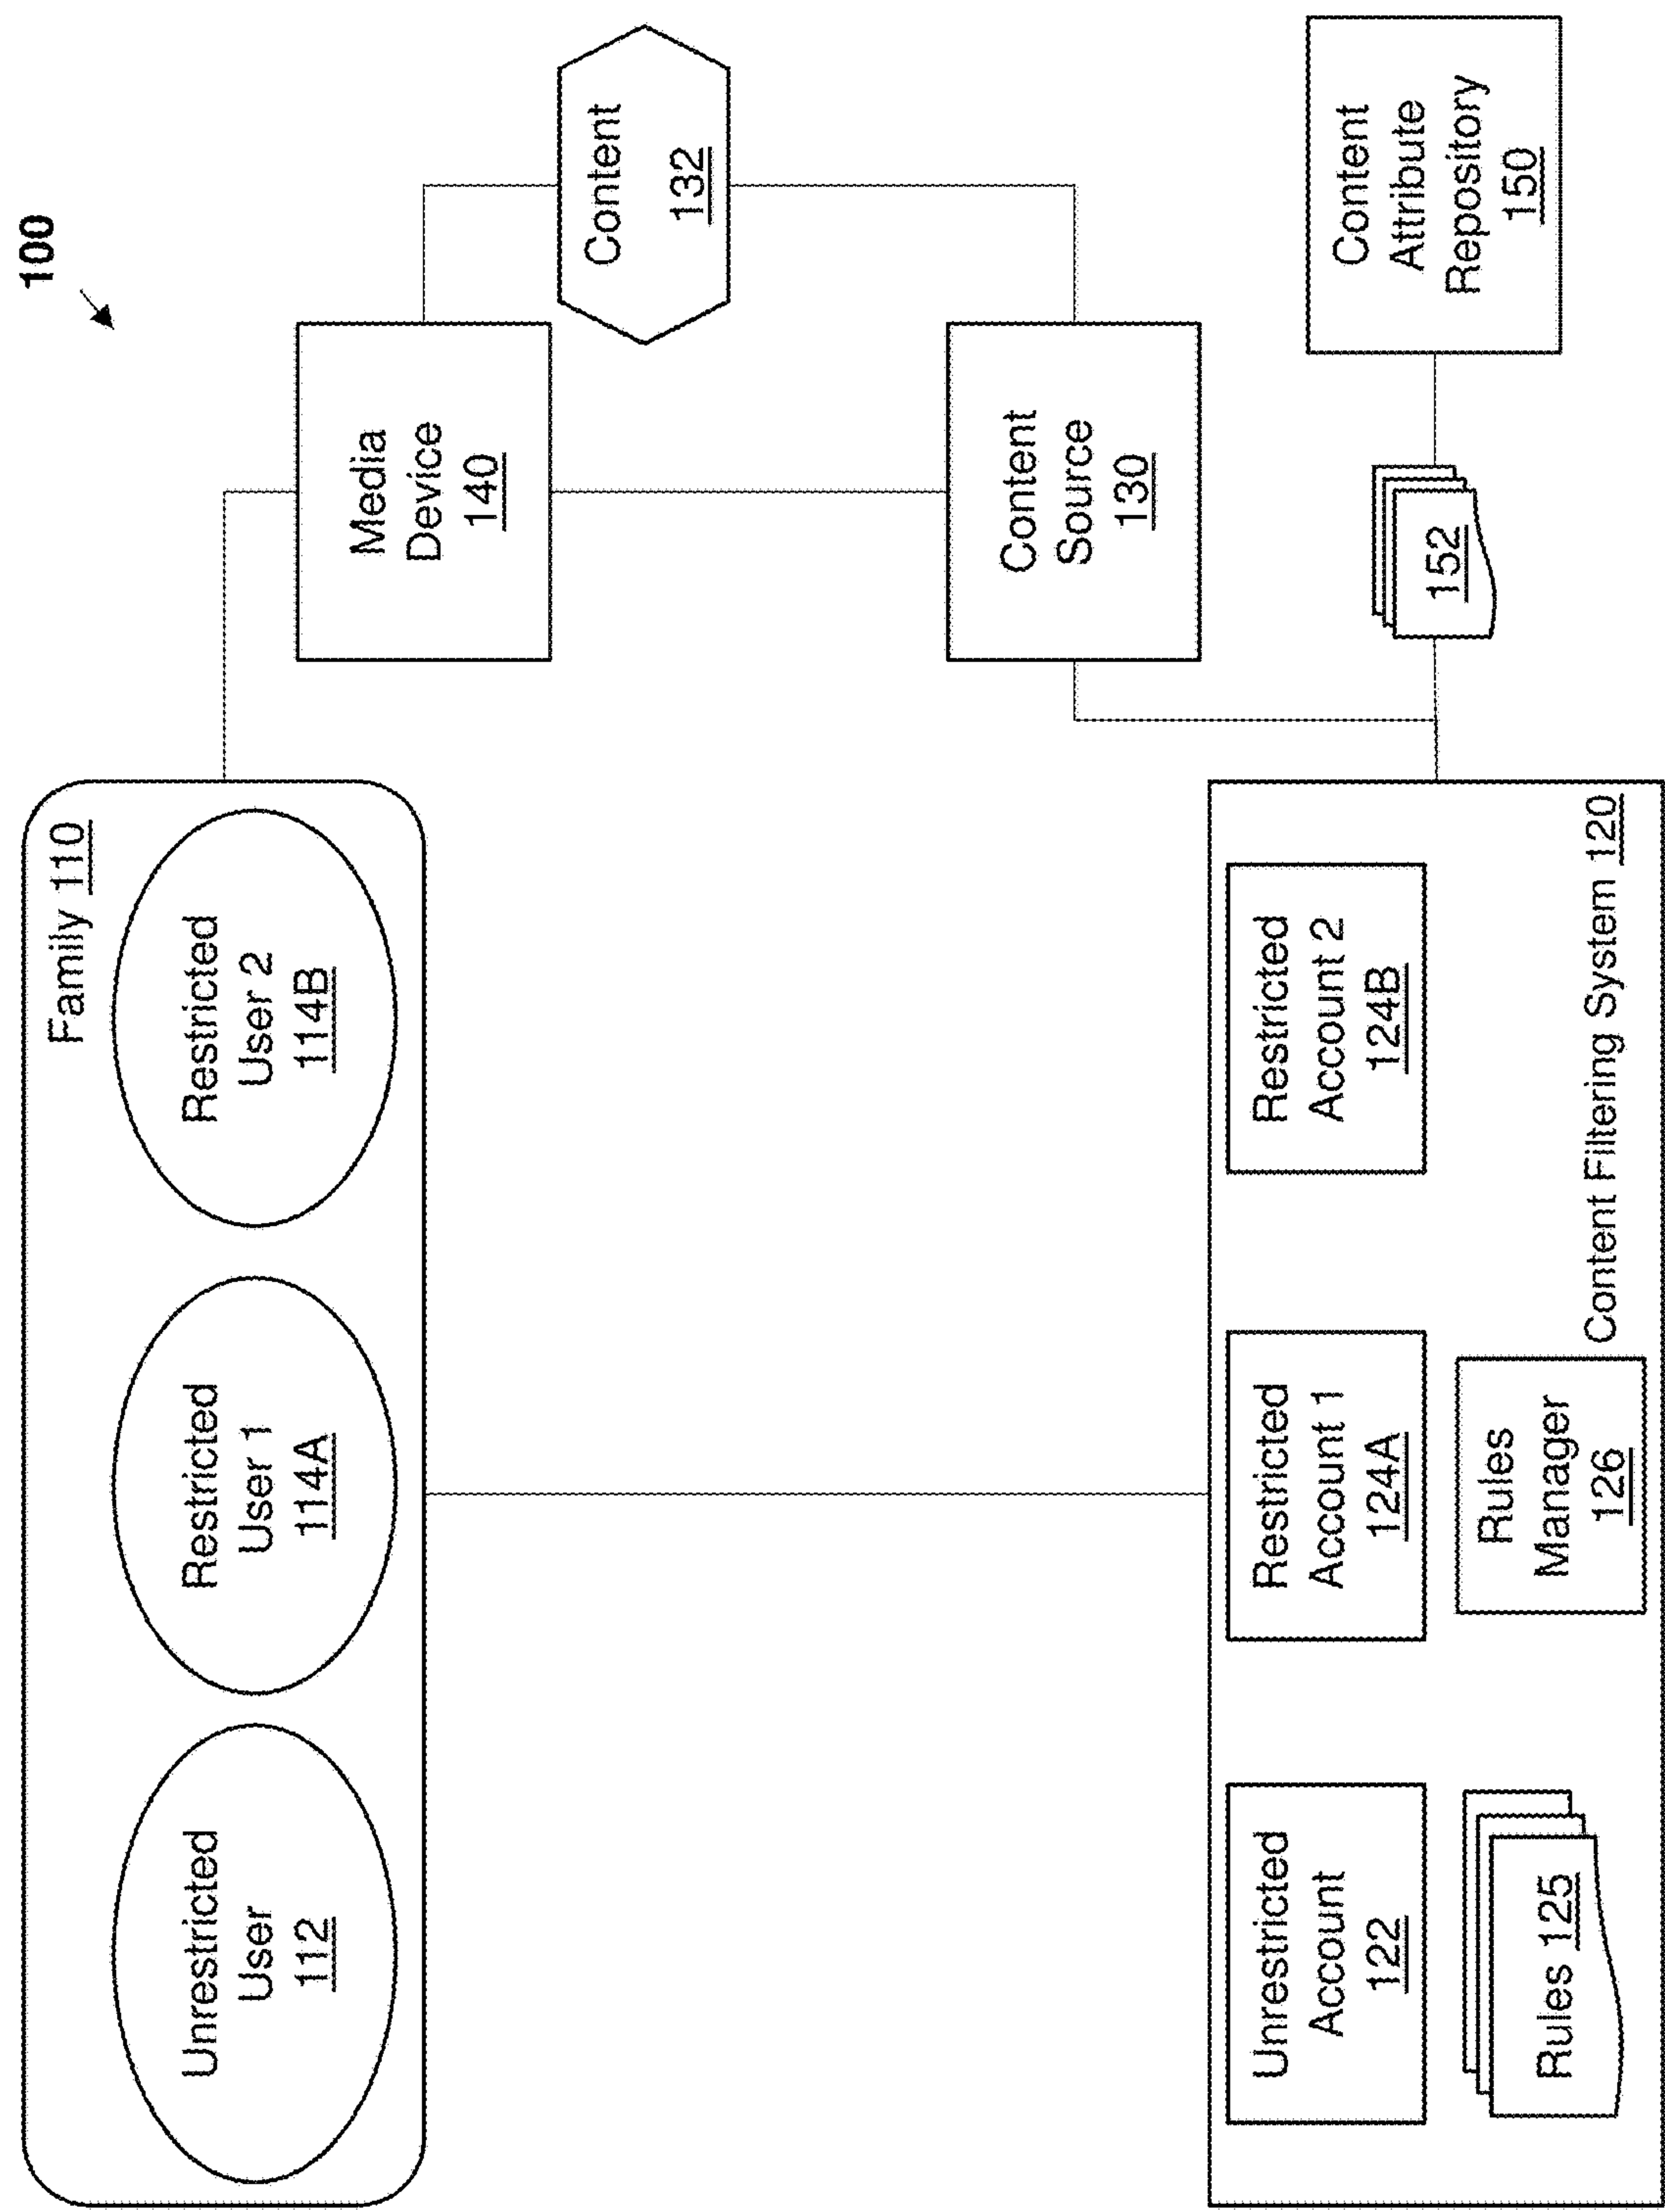 100
Family 110
Unrestricted
User
112
Restricted
User 1
114A
Restricted
User 2
114B
Media
Device
140
Content
132
Content
Source
130
Content
Attribute
Repository
150
152
Unrestricted
Account
122
Restricted
Account 1
124A
Restricted
Account 2
124B
Rules 125
Rules
Manager
126
Content Filtering System 120